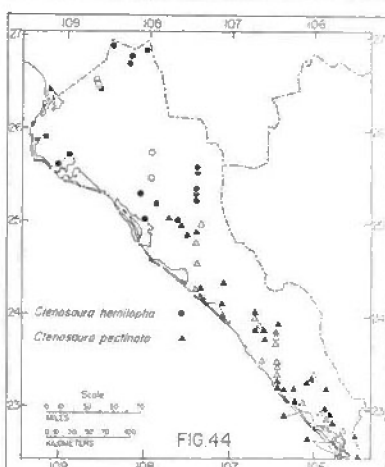 109 108 107 106
27
26
25
24
23
Ctenosaura hemilopha
Ctenosaura pectinata
Scale
MILES
KILOMETERS
FIG.44
109 108 107 106